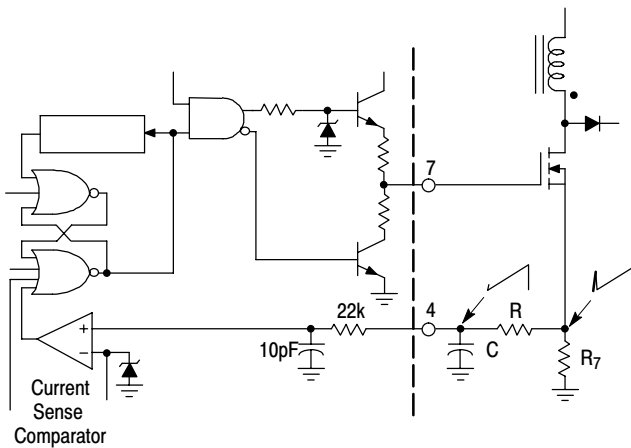 7
22k
4
R
10pF
C
R7
+
−
Current
Sense
Comparator